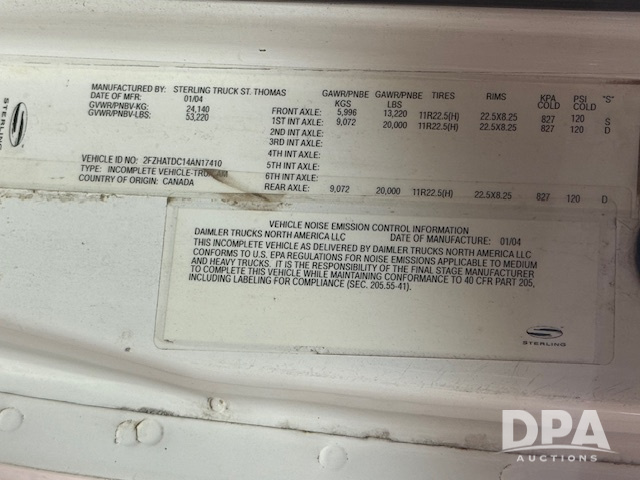 MANUFACTURED BY: STERLING TRUCK ST. THOMAS
DATE OF MFR: 01/04
GVWR/PNBV-KG: 24,140
GVWR/PNBV-LBS: 53,220
VEHICLE ID 2FZHATDC14AN17410
TYPE: INCOMPLETE VEHICLE-TRU AM
COUNTRY OF ORIGIN: CANADA
GAWR/PNBE KGS GAWR/PNBE LBS TIRES RIMS KPA COLD PSI COLD "S"
FRONT AXLE: 5,996 13,220 11R22.5(H) 22.5X8.25 827 120 S
1ST INT AXLE: 9,072 20,000 11R22.5(H) 22.5X8.25 827 120 D
2ND INT AXLE:
3RD INT AXLE:
4TH INT AXLE:
5TH INT AXLE:
6TH INT AXLE:
REAR AXLE: 9,072 20,000 11R22.5(H) 22.5X8.25 827 120 D
STERLING
VEHICLE NOISE EMISSION CONTROL INFORMATION
DAIMLER TRUCKS NORTH AMERICA LLC DATE OF MANUFACTURE: 01/04
THIS INCOMPLETE VEHICLE AS DELIVERED BY DAIMLER TRUCKS NORTH AMERICA LLC
CONFORMS TO U.S. EPA REGULATIONS FOR NOISE EMISSIONS APPLICABLE TO MEDIUM
AND HEAVY TRUCKS. IT IS THE RESPONSIBILITY OF THE FINAL STAGE MANUFACTURER
TO COMPLETE THIS VEHICLE WHILE MAINTAINING CONFORMANCE TO 40 CFR PART 205,
INCLUDING LABELING FOR COMPLIANCE (SEC. 205.55-41).
STERLING
DPA
AUCTIONS